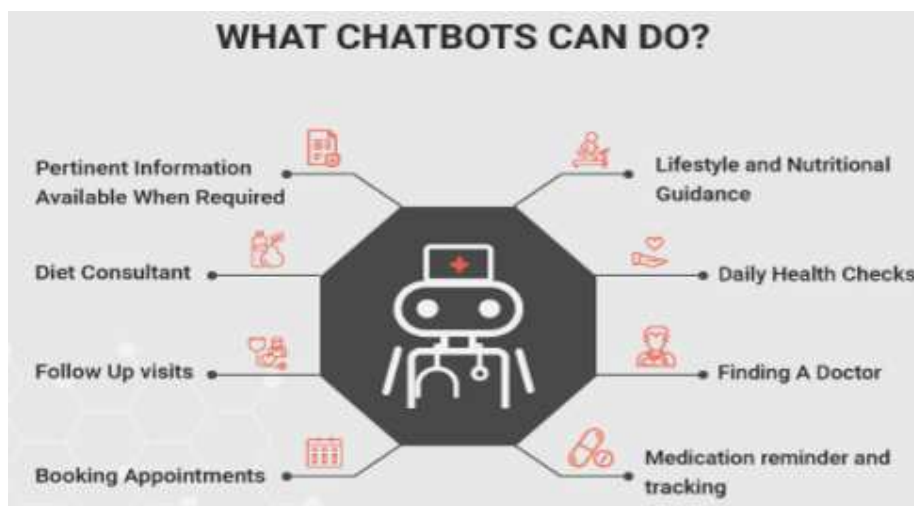 WHAT CHATBOTS CAN DO?
Pertinent Information
Available When Required
Diet Consultant
Follow Up visits
Booking Appointments
Lifestyle and Nutritional
Guidance
Daily Health Checks
Finding A Doctor
Medication reminder and
tracking